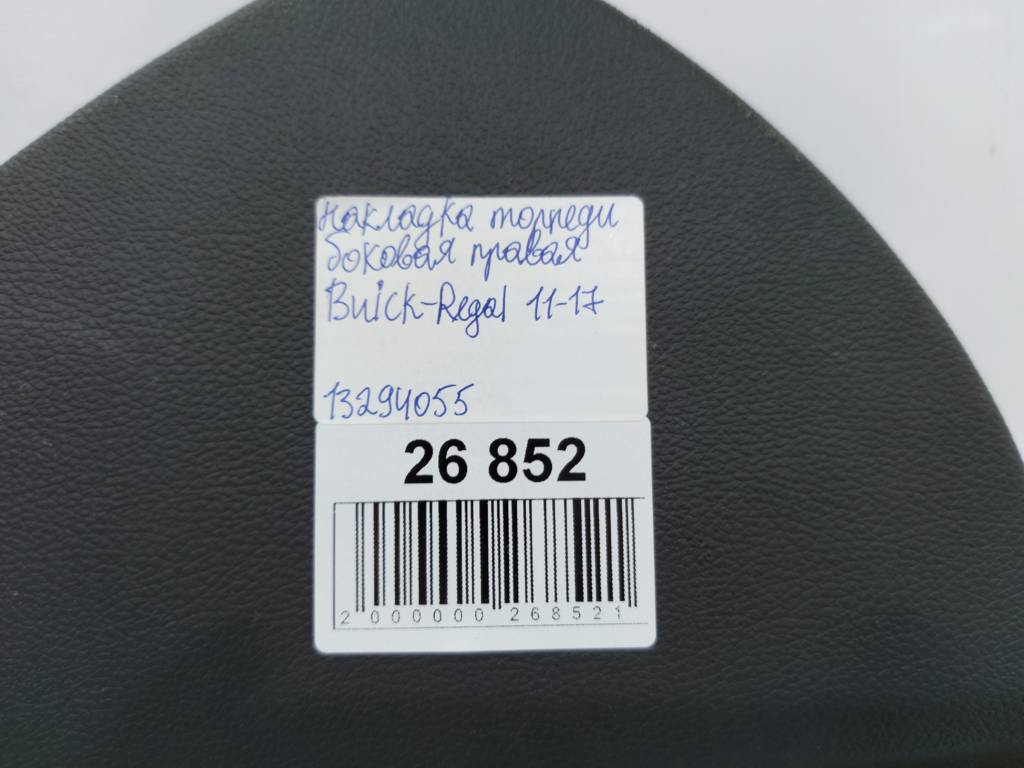 Накладка торпеди
боковая правая
Buick-Regal 11-17
13294055
26 852
2 000000 268521